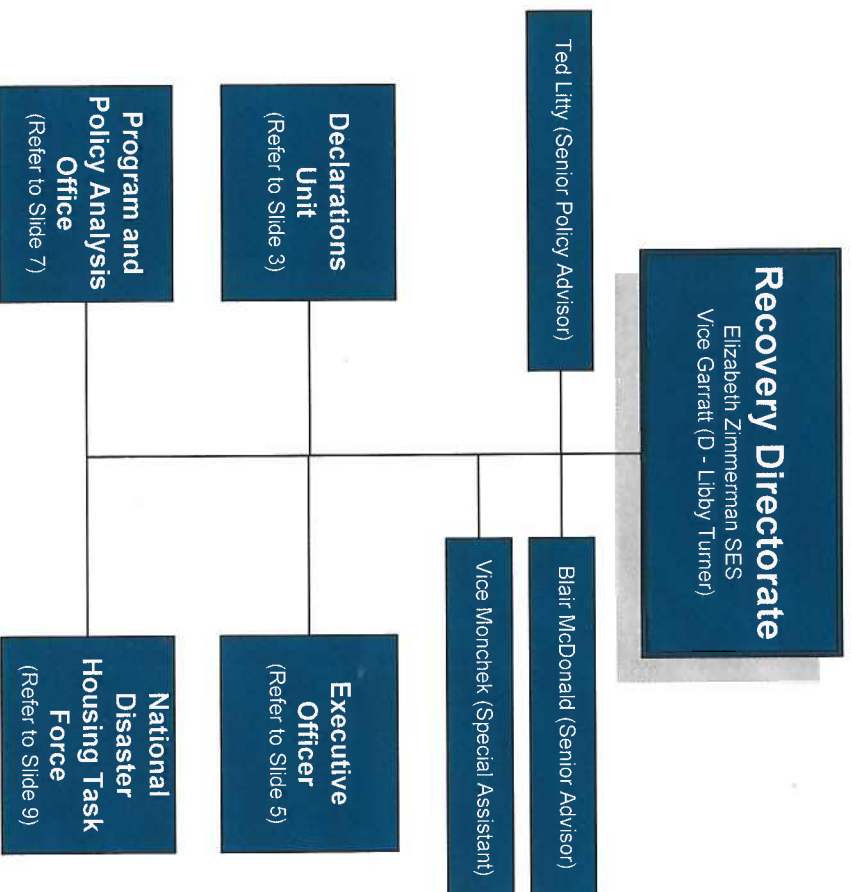 Recovery Directorate
Elizabeth Zimmerman SES
Vice Garratt (D - Libby Turner)
Ted Litty (Senior Policy Advisor)
Blair McDonald (Senior Advisor)
Vice Monchek (Special Assistant)
Declarations
Unit
(Refer to Slide 3)
Executive
Officer
(Refer to Slide 5)
Program and
Policy Analysis
Office
(Refer to Slide 7)
National
Disaster
Housing Task
Force
(Refer to Slide 9)